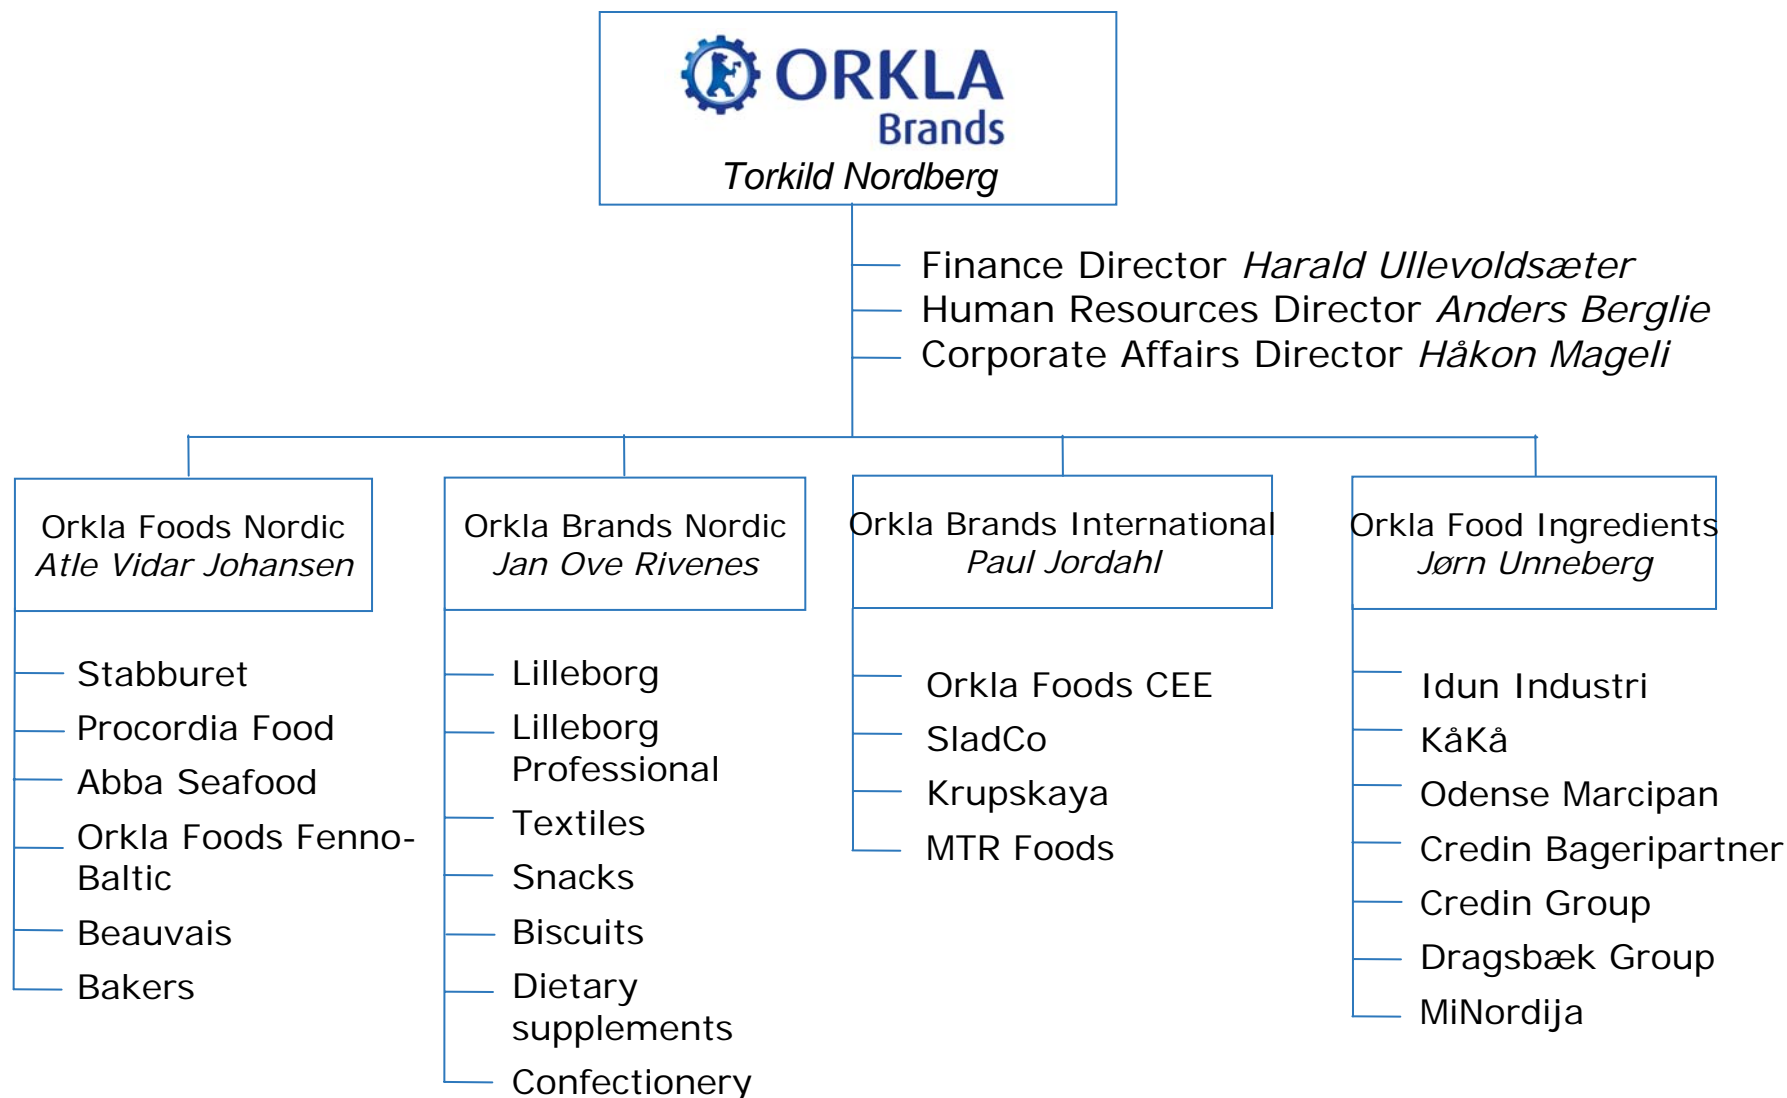 ORKLA
Brands
Torkild Nordberg
Finance Director Harald Ullevoldsæter
Human Resources Director Anders Berglie
Corporate Affairs Director Håkon Mageli
Orkla Foods Nordic
Atle Vidar Johansen
Stabburet
Procordia Food
Abba Seafood
Orkla Foods Fenno-
Baltic
Beauvais
Bakers
Orkla Brands Nordic
Jan Ove Rivenes
Lilleborg
Lilleborg
Professional
Textiles
Snacks
Biscuits
Dietary
supplements
Confectionery
Orkla Brands International
Paul Jordahl
Orkla Foods CEE
SladCo
Krupskaya
MTR Foods
Orkla Food Ingredients
Jørn Unneberg
Idun Industri
KåKå
Odense Marcipan
Credin Bageripartner
Credin Group
Dragsbæk Group
MiNordija